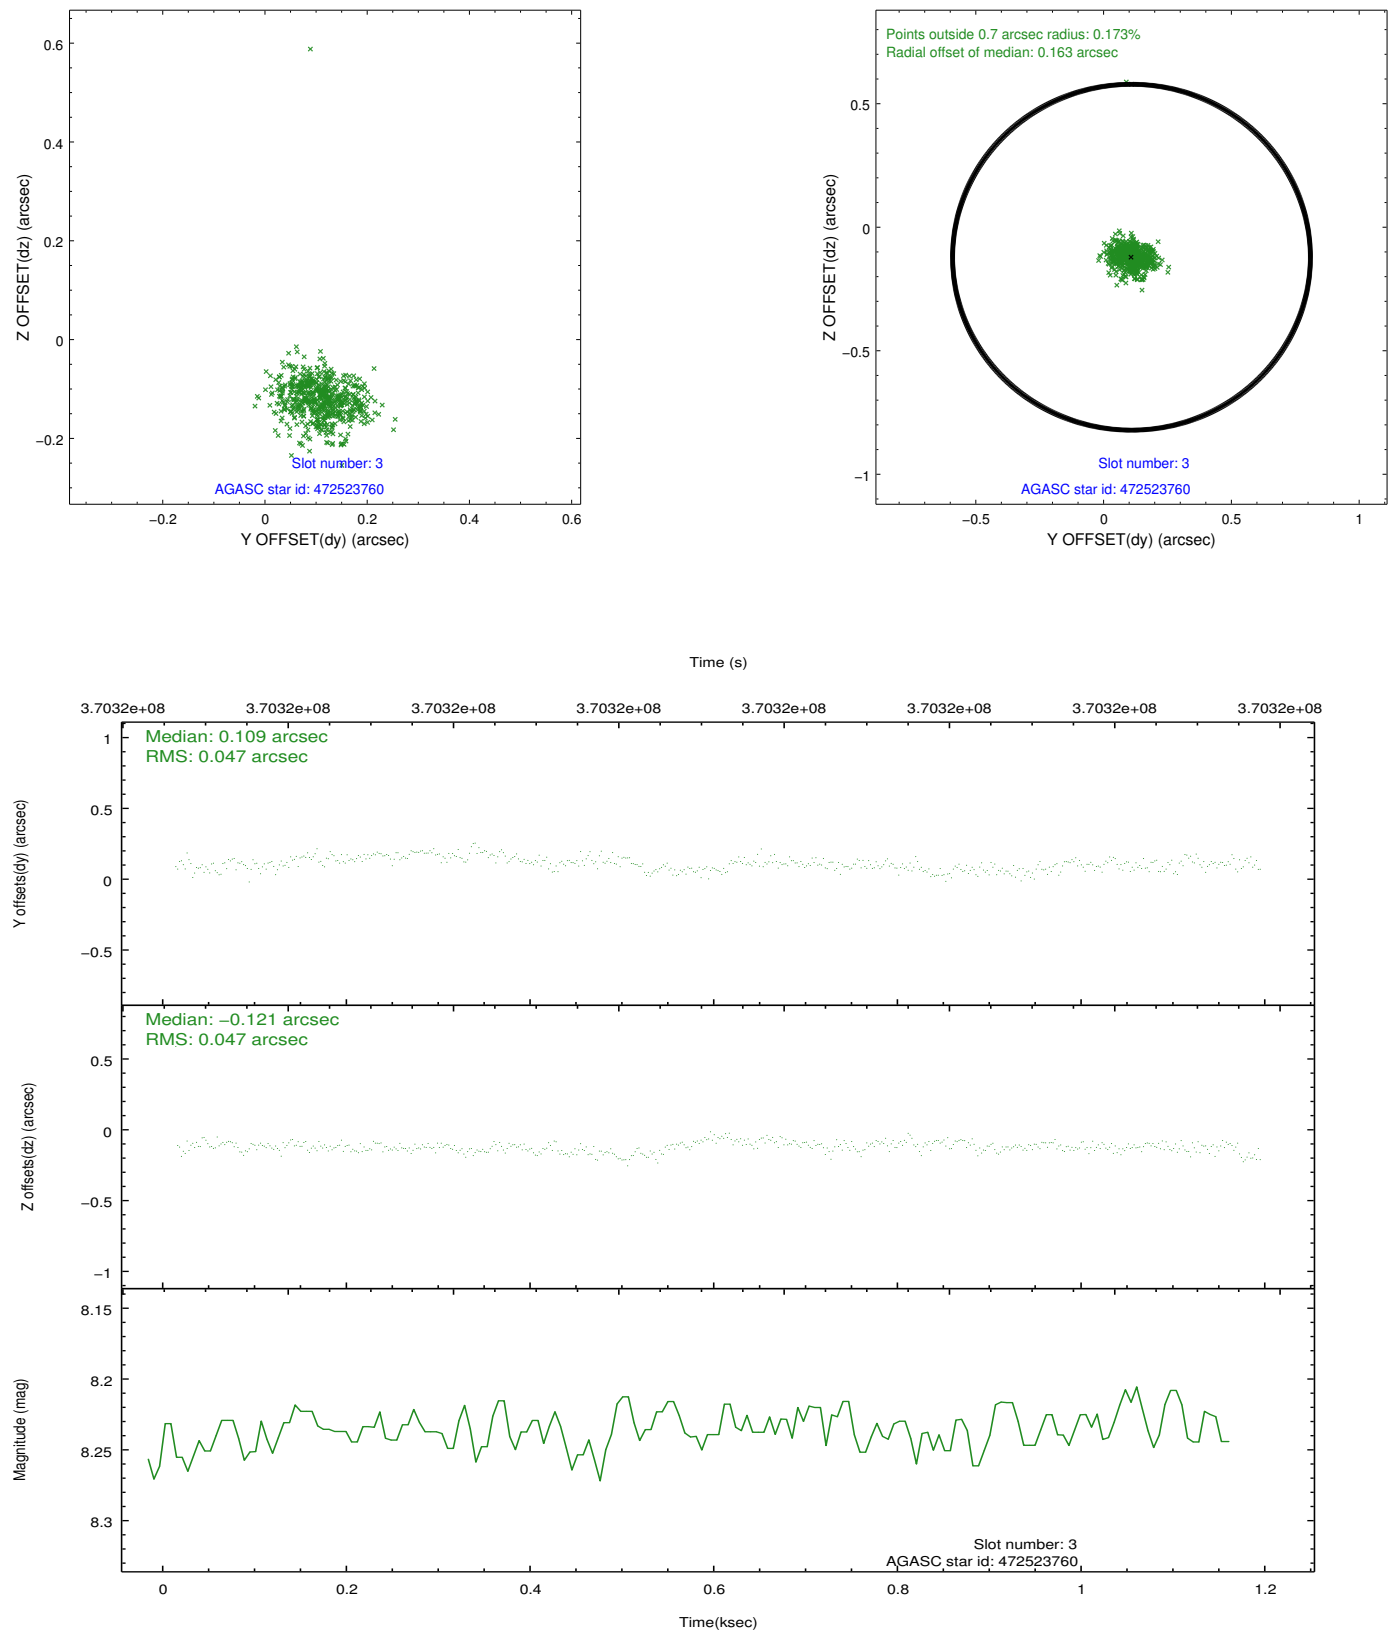 0.6
0.4
0.2
0
−0.2
−0.2
0
0.2
0.4
0.6
Z OFFSET(dz) (arcsec)
Y OFFSET(dy) (arcsec)
Slot number: 3
AGASC star id: 472523760
Points outside 0.7 arcsec radius: 0.173%
Radial offset of median: 0.163 arcsec
0.5
0
−0.5
−1
−0.5
0
0.5
1
Z OFFSET(dz) (arcsec)
Y OFFSET(dy) (arcsec)
Slot number: 3
AGASC star id: 472523760
Time (s)
3.7032e+08 3.7032e+08 3.7032e+08 3.7032e+08 3.7032e+08 3.7032e+08 3.7032e+08 3.7032e+08
Median: 0.109 arcsec
RMS: 0.047 arcsec
1
0.5
0
−0.5
Y offsets(dy) (arcsec)
Median: −0.121 arcsec
RMS: 0.047 arcsec
0.5
0
−0.5
−1
Z offsets(dz) (arcsec)
8.15
8.2
8.25
8.3
Magnitude (mag)
Slot number: 3
AGASC star id: 472523760
0 0.2 0.4 0.6 0.8 1 1.2
Time(ksec)